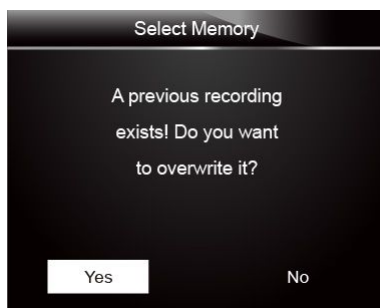 Select Memory
A previous recording
exists! Do you want
to overwrite it?
Yes No